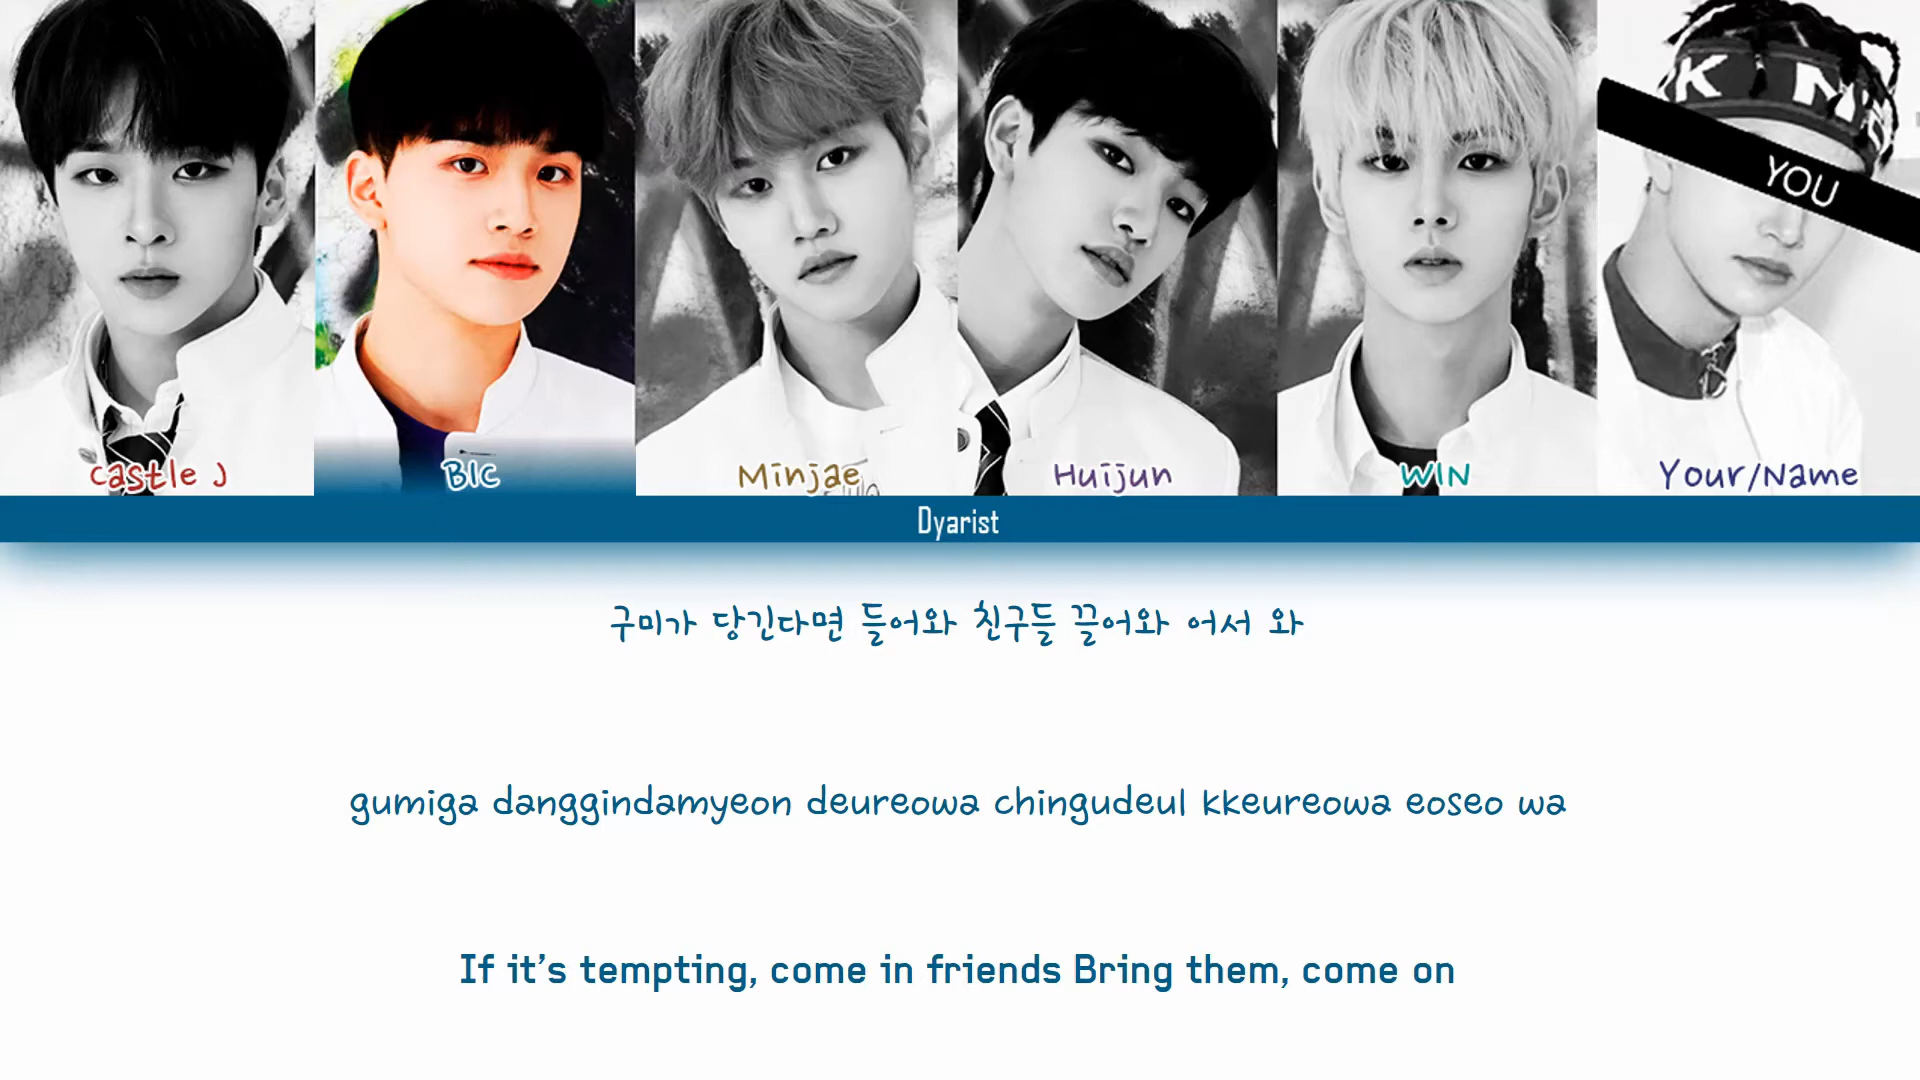 K N
YOU
Castle J
BIC
Minjae
Huijun
WIN
Your/Name
Dyarist
구미가 당긴다면 들어와 친구들 끌어와 어서 와
gumiga danggindamyeon deureowa chingudeul kkeureowa eoseo wa
If it's tempting, come in friends Bring them, come on